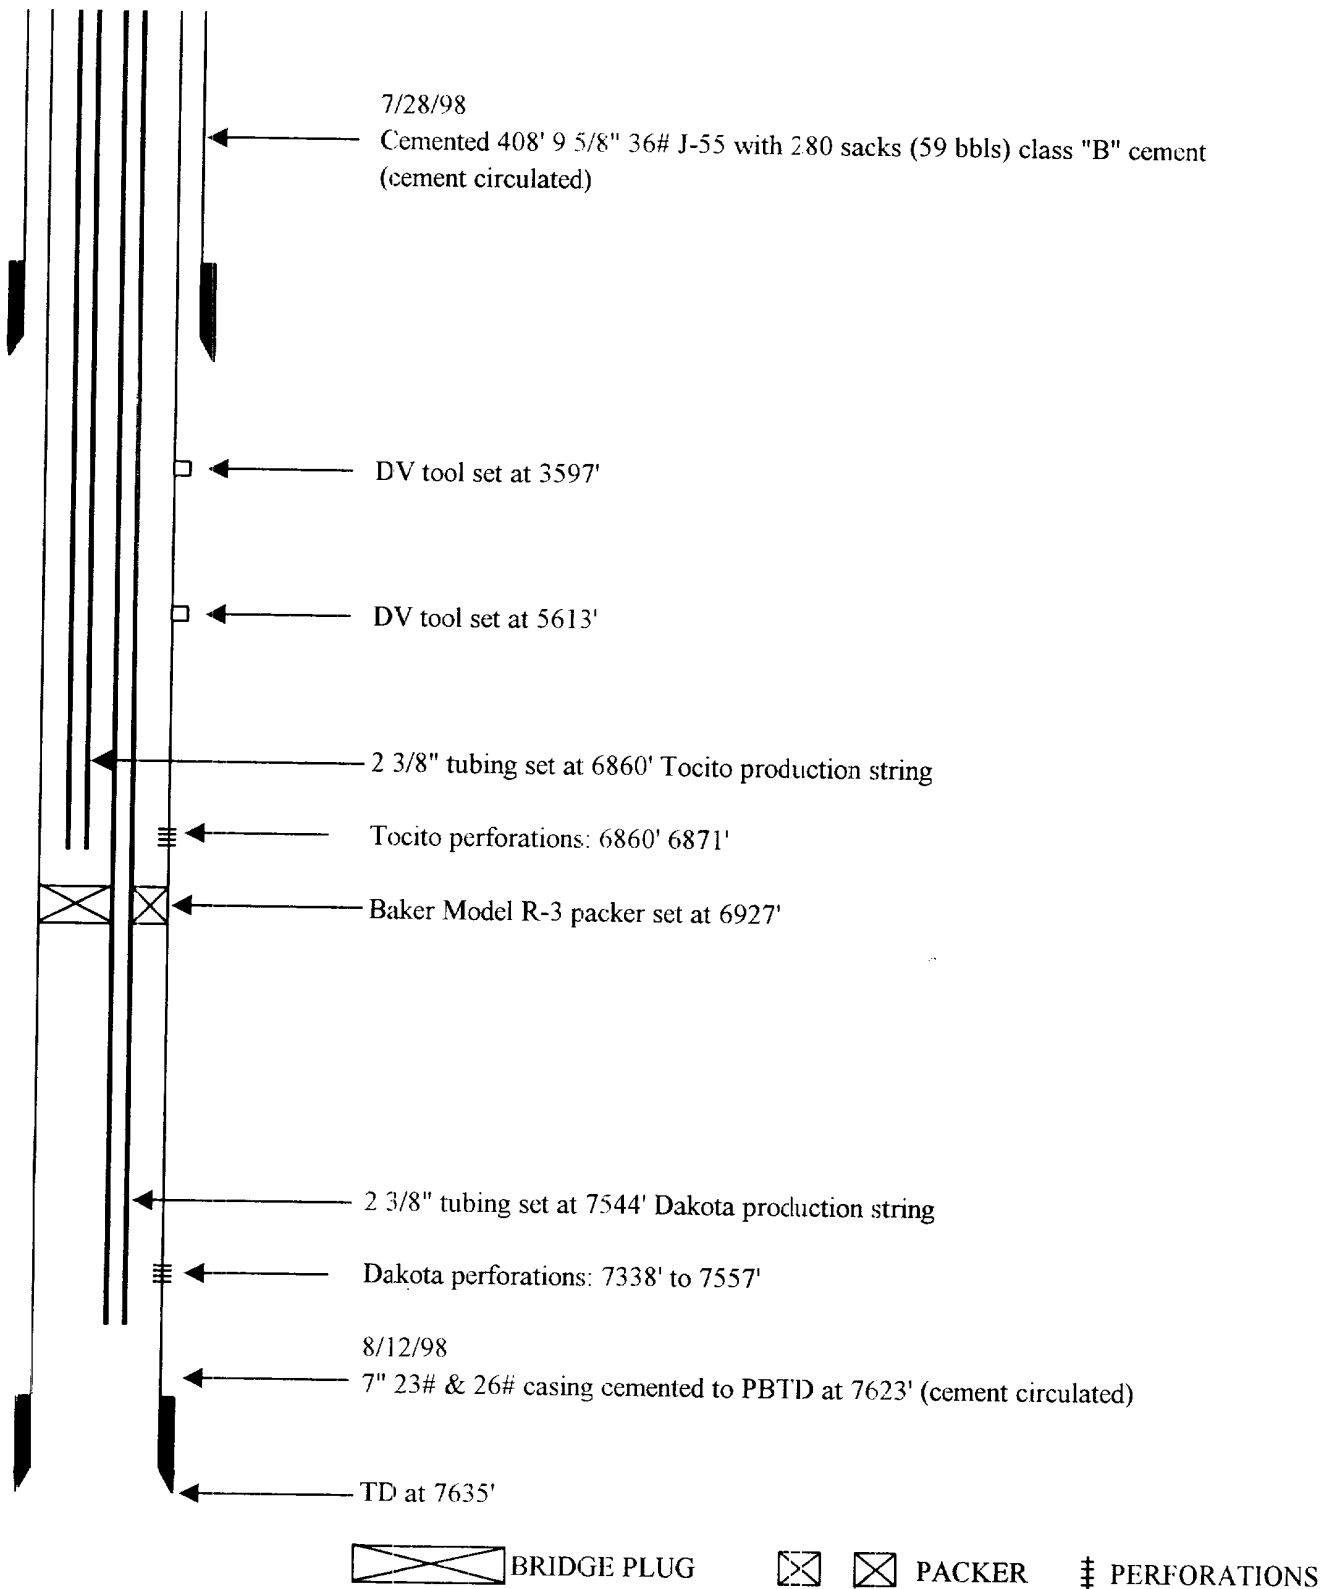 7/28/98
Cemented 408' 9 5/8" 36# J-55 with 280 sacks (59 bbls) class "B" cement
(cement circulated)
DV tool set at 3597'
DV tool set at 5613'
2 3/8" tubing set at 6860' Tocito production string
Tocito perforations: 6860' 6871'
Baker Model R-3 packer set at 6927'
2 3/8" tubing set at 7544' Dakota production string
Dakota perforations: 7338' to 7557'
8/12/98
7" 23# & 26# casing cemented to PBTD at 7623' (cement circulated)
TD at 7635'
BRIDGE PLUG PACKER PERFORATIONS